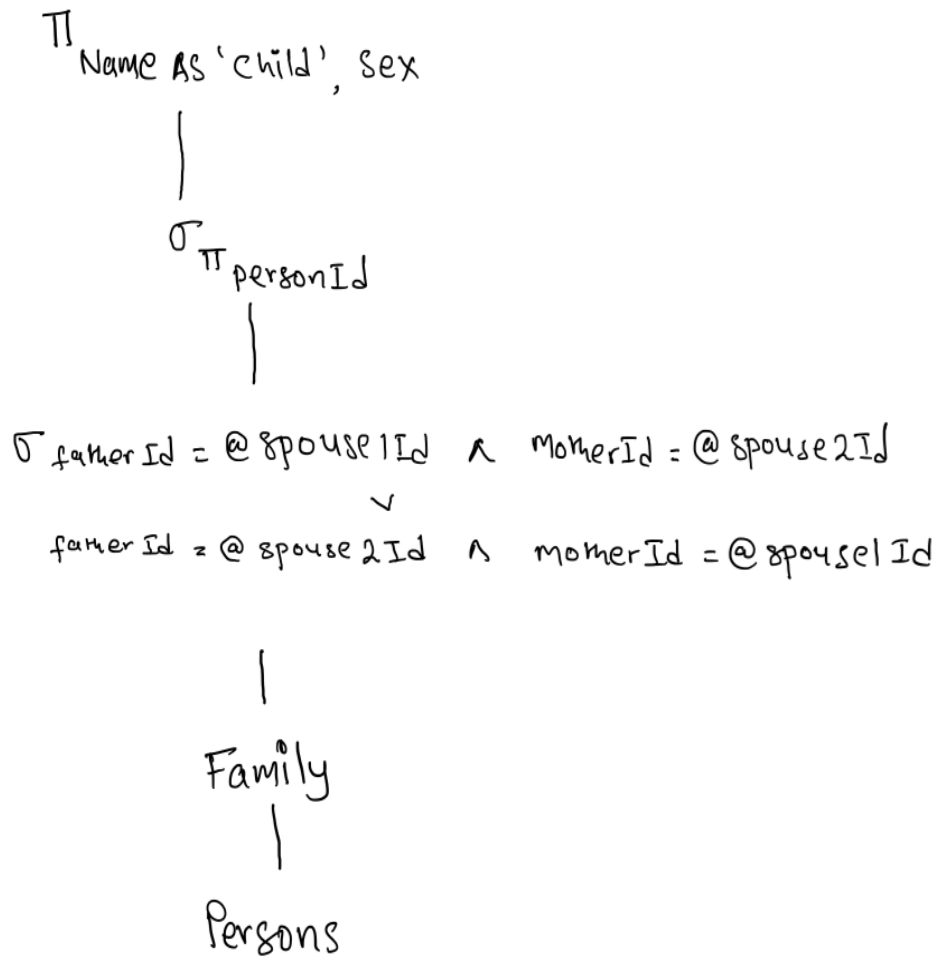 π Name AS 'child', sex
σ π personId
σ fatherId = @spouse1Id ∧ motherId = @spouse2Id
∨
fatherId = @spouse2Id ∧ motherId = @spouse1Id
Family
Persons